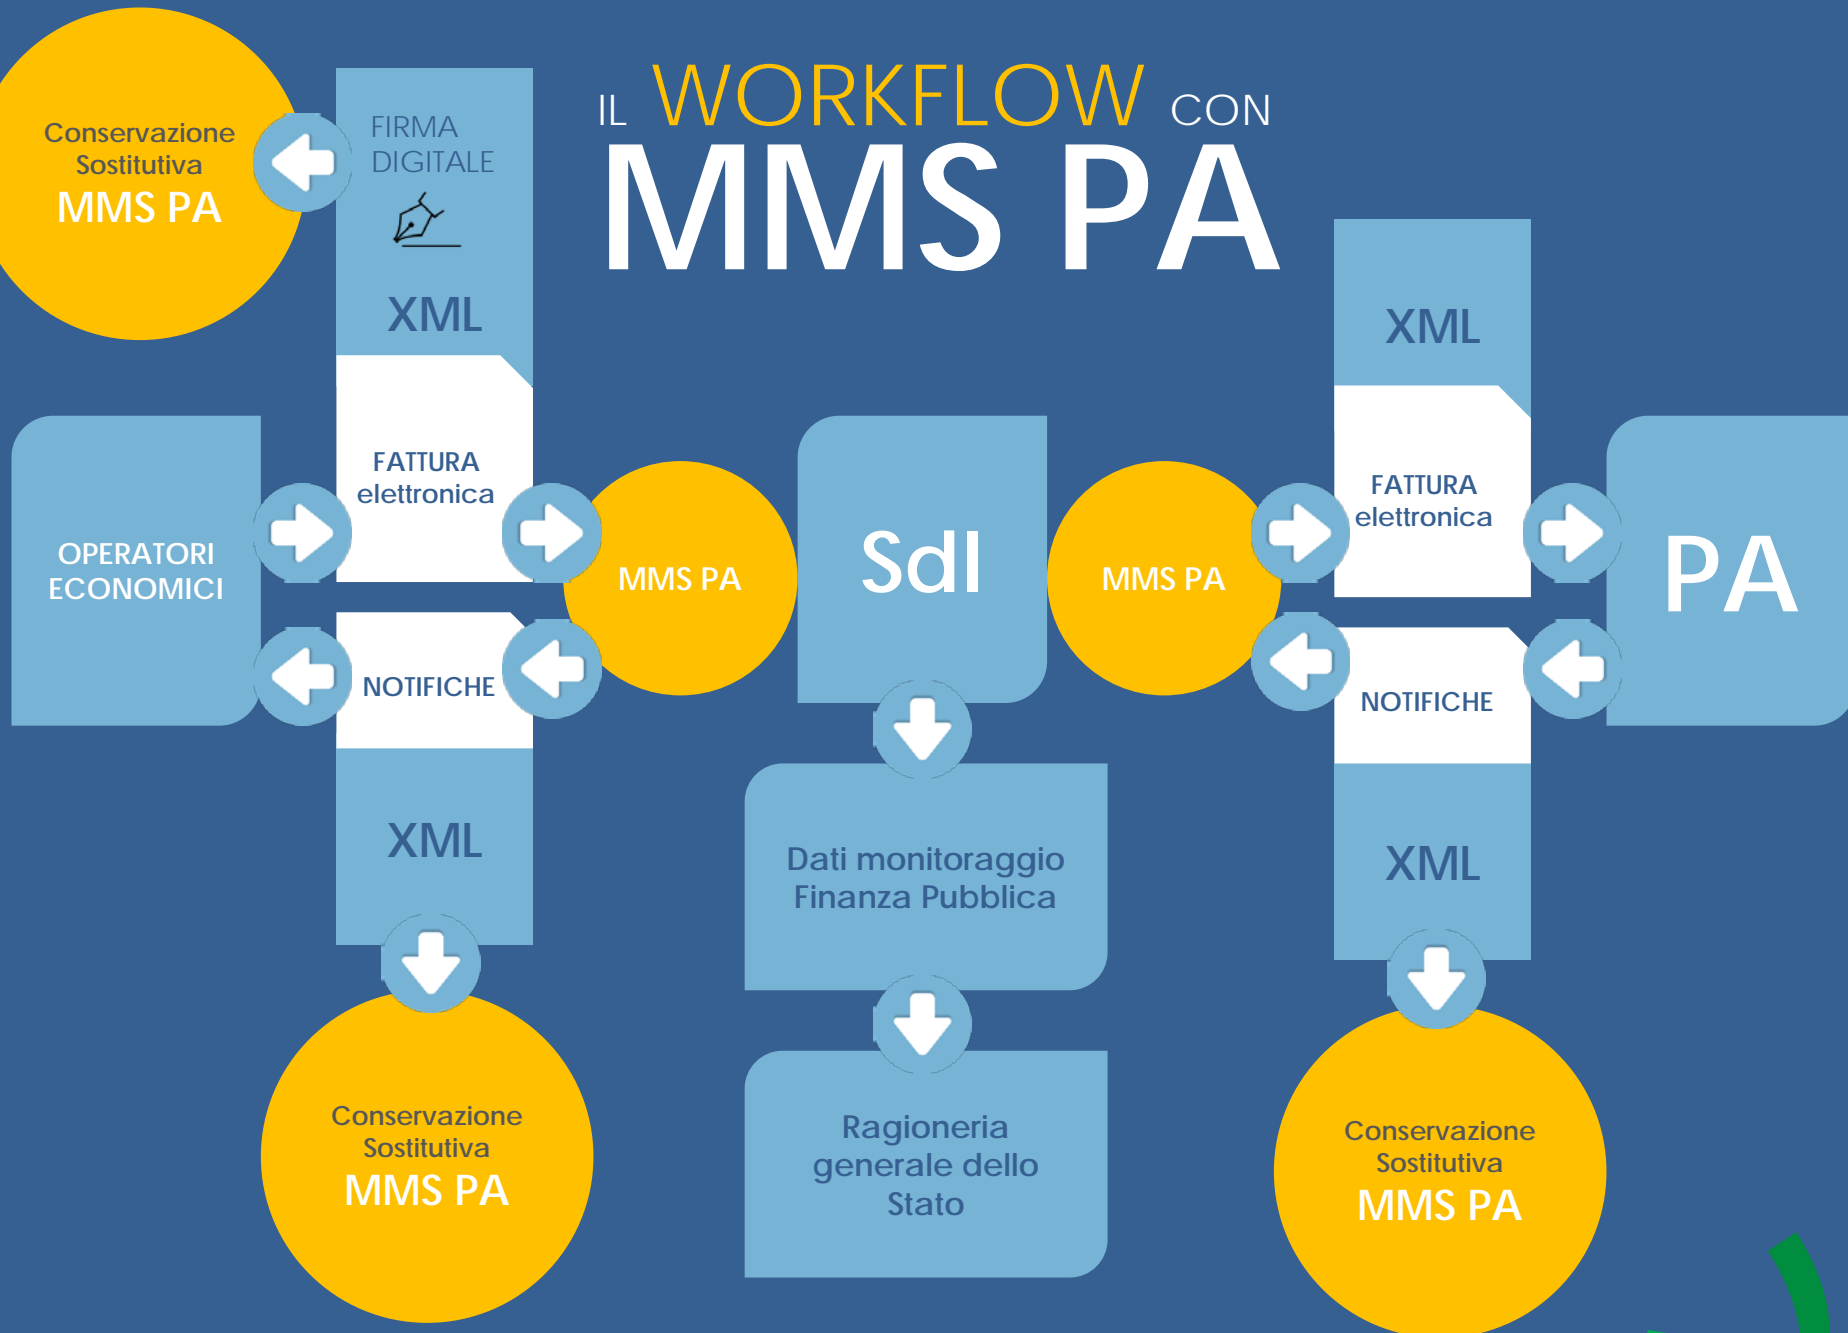 IL WORKFLOW CON
MMS PA
Conservazione
Sostitutiva
MMS PA
FIRMA
DIGITALE
XML
FATTURA
elettronica
OPERATORI
ECONOMICI
NOTIFICHE
XML
Conservazione
Sostitutiva
MMS PA
MMS PA
SdI
Dati monitoraggio
Finanza Pubblica
Ragioneria
generale dello
Stato
MMS PA
XML
FATTURA
elettronica
PA
NOTIFICHE
XML
Conservazione
Sostitutiva
MMS PA